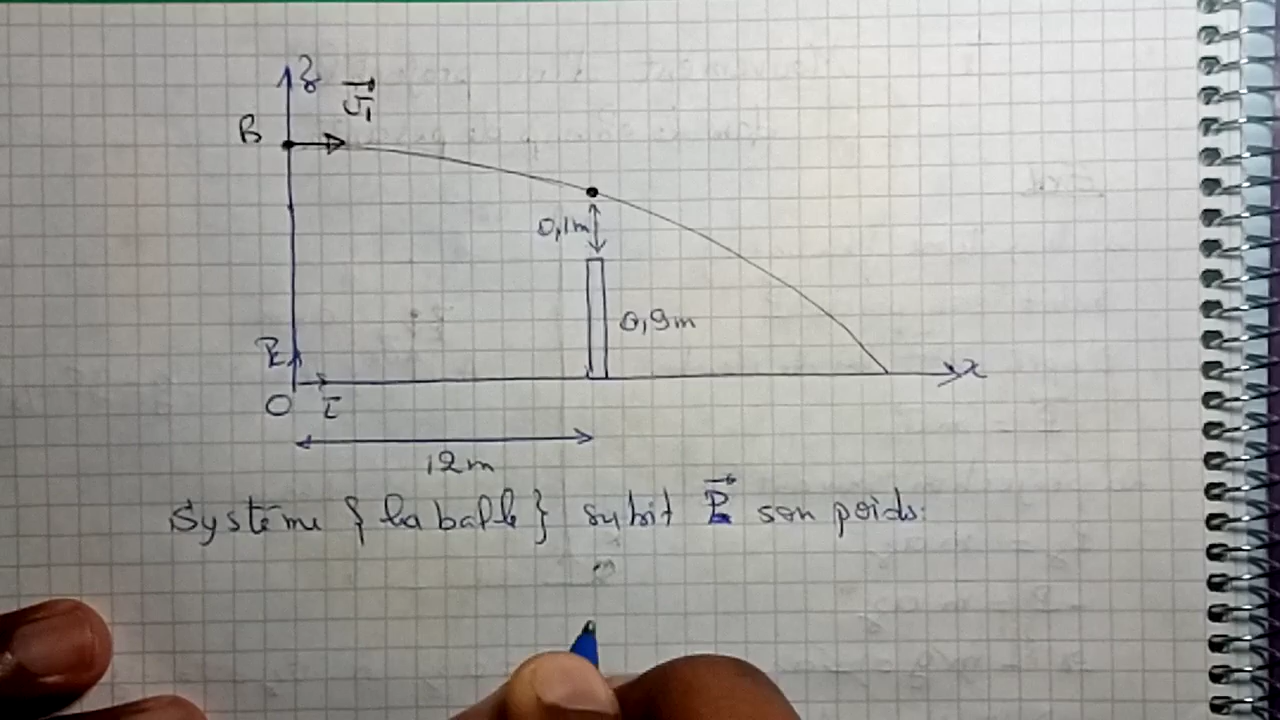 z
B V₁
0,1m
0,9m
k
O i x
12m
Système { la balle } subit P son poids.